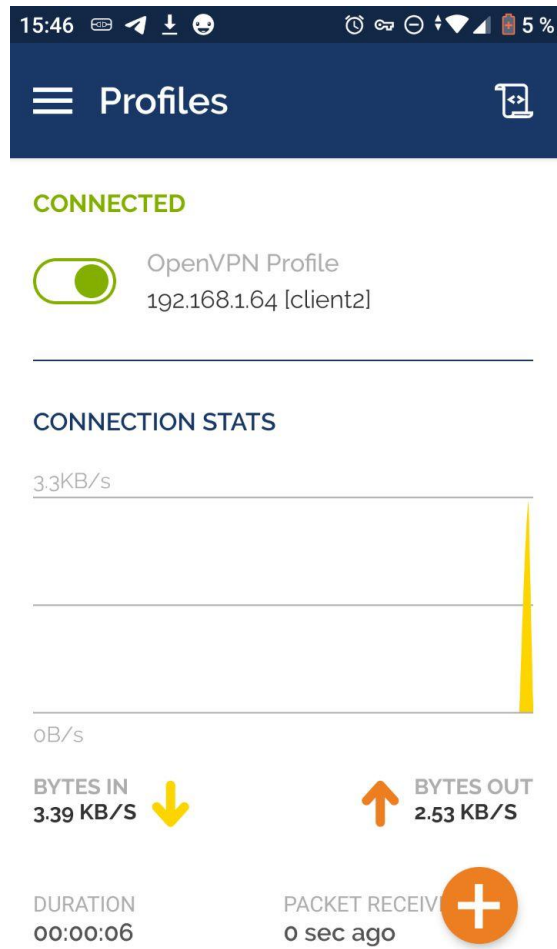 15:46 5 %
Profiles
CONNECTED
OpenVPN Profile
192.168.1.64 [client2]
CONNECTION STATS
3.3KB/s
0B/s
BYTES IN
3.39 KB/S
BYTES OUT
2.53 KB/S
DURATION
00:00:06
PACKET RECEIV
0 sec ago